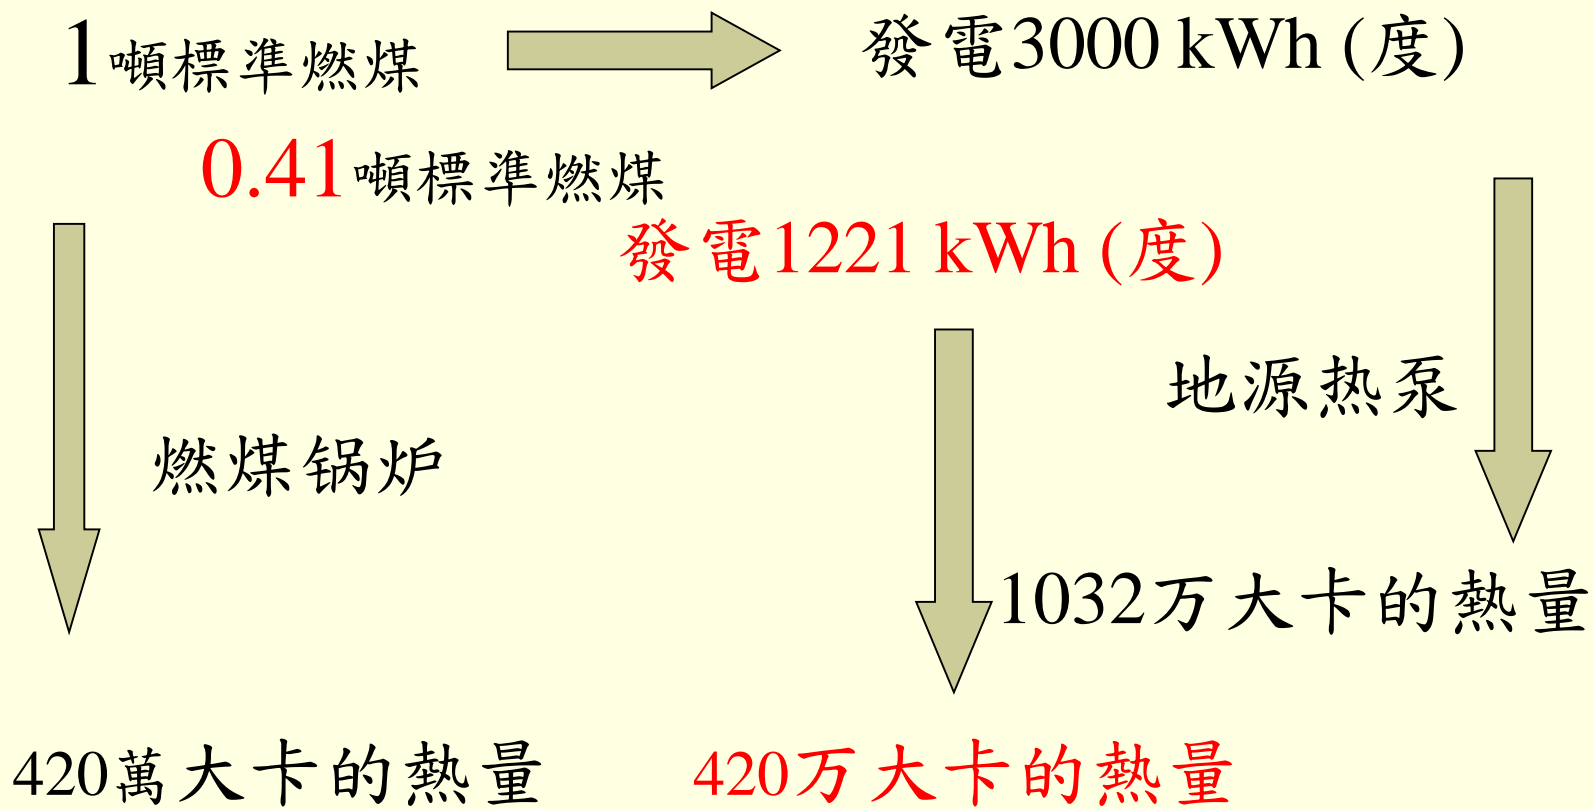 1噸標準燃煤
發電3000 kWh (度)
0.41噸標準燃煤
發電1221 kWh (度)
地源热泵
燃煤锅炉
1032万大卡的熱量
420萬大卡的熱量
420万大卡的熱量